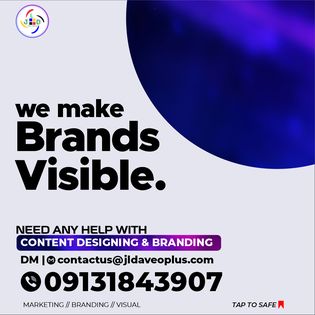 we make
Brands
Visible.
NEED ANY HELP WITH
CONTENT DESIGNING & BRANDING
DM | contactus@jldaveoplus.com
09131843907
MARKETING // BRANDING // VISUAL
TAP TO SAFE